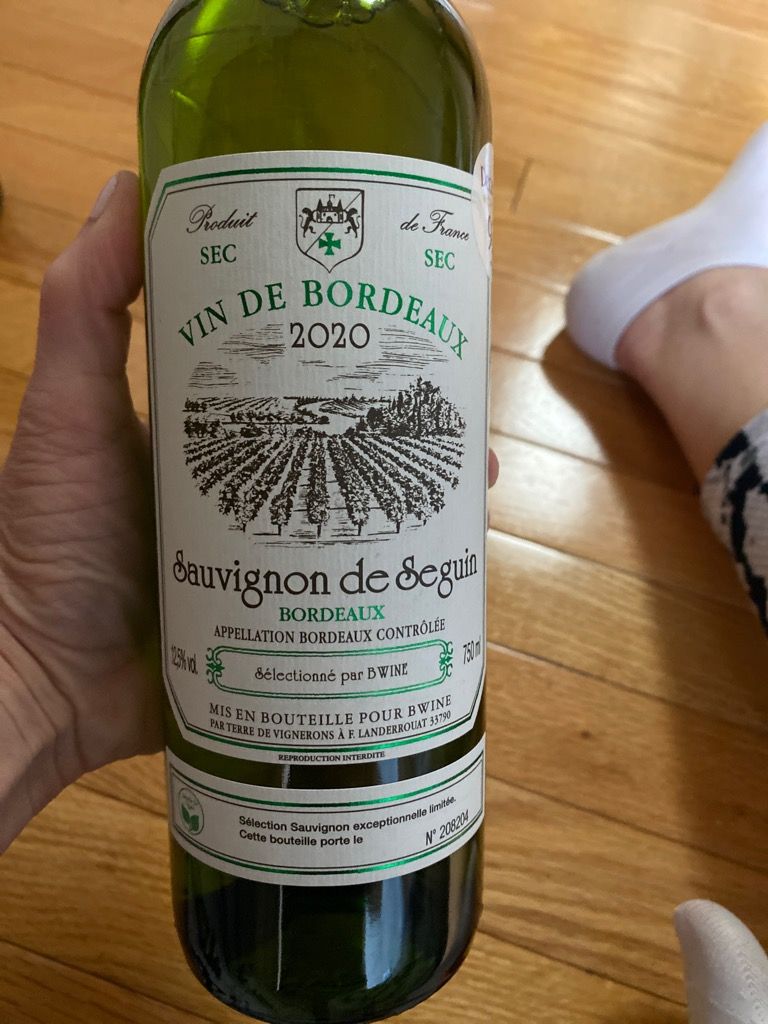 Produit de France
SEC SEC
VIN DE BORDEAUX
2020
Sauvignon de Seguin
BORDEAUX
APPELLATION BORDEAUX CONTRÔLÉE
12,5% vol. Sélectionné par BWINE 750 ml
MIS EN BOUTEILLE POUR BWINE
PAR TERRE DE VIGNERONS À F. LANDERROUAT 33790
REPRODUCTION INTERDITE
Sélection Sauvignon exceptionnelle limitée.
Cette bouteille porte le N° 208204